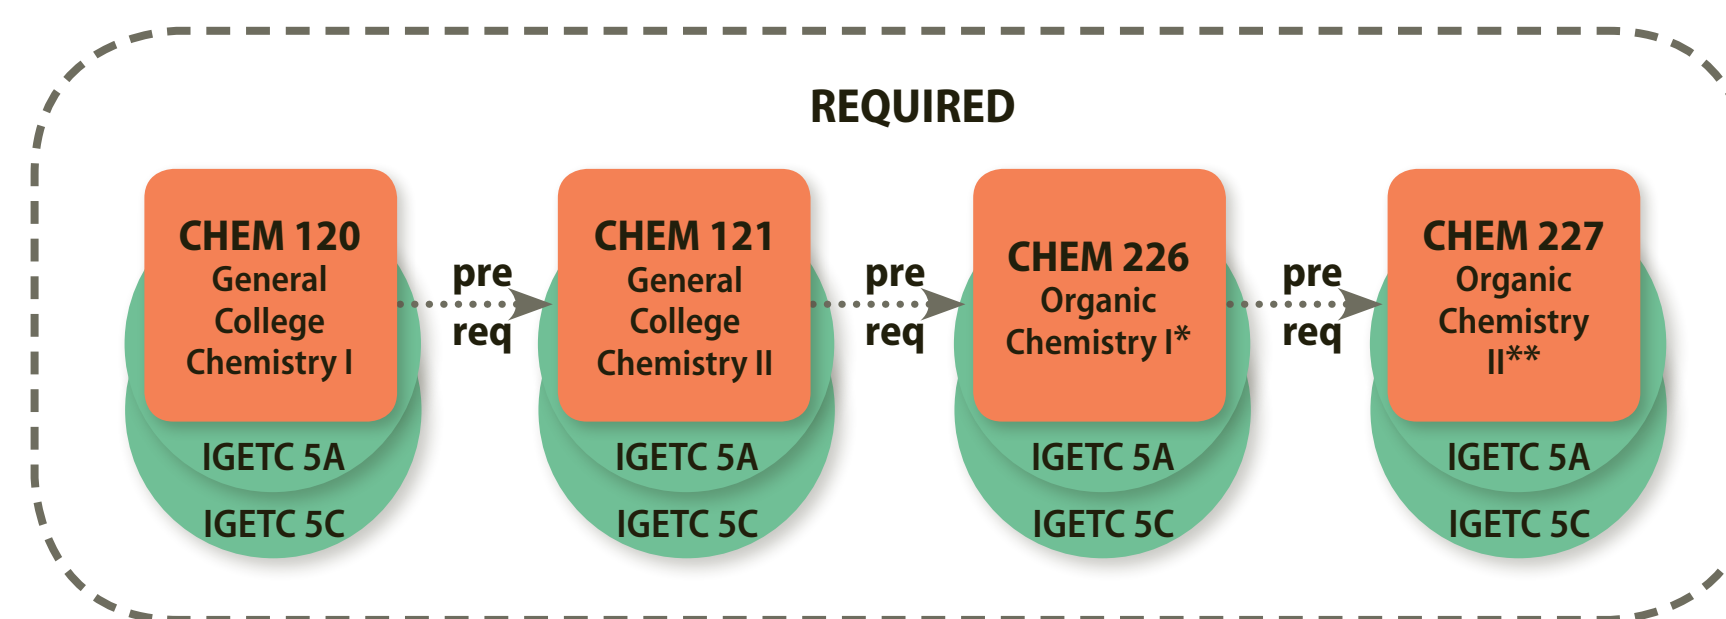 REQUIRED
CHEM 120
General
College
Chemistry I
IGETC 5A
IGETC 5C
pre
req
CHEM 121
General
College
Chemistry II
IGETC 5A
IGETC 5C
pre
req
CHEM 226
Organic
Chemistry I*
IGETC 5A
IGETC 5C
pre
req
CHEM 227
Organic
Chemistry
II**
IGETC 5A
IGETC 5C